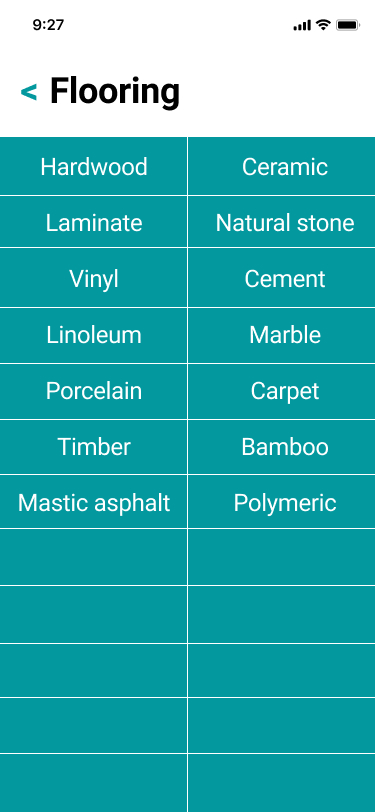 9:27
< Flooring
Hardwood Ceramic
Laminate Natural stone
Vinyl Cement
Linoleum Marble
Porcelain Carpet
Timber Bamboo
Mastic asphalt Polymeric